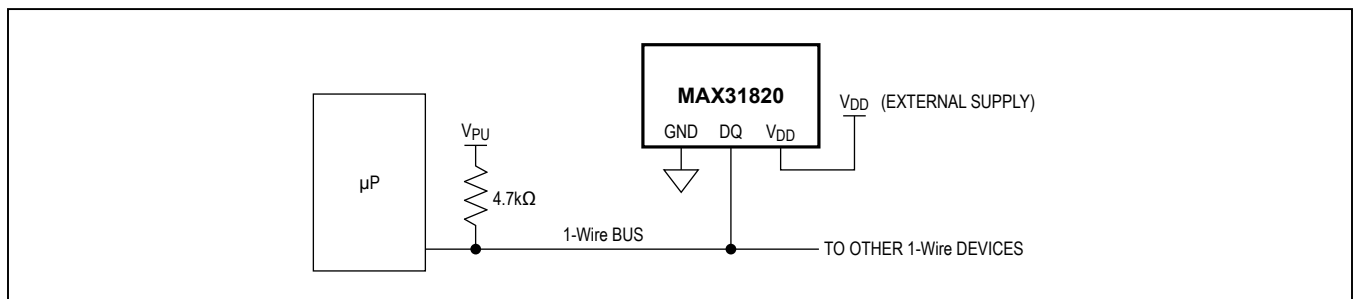 MAX31820
GND DQ VDD
VDD (EXTERNAL SUPPLY)
VPU
µP
4.7kΩ
1-Wire BUS
TO OTHER 1-Wire DEVICES